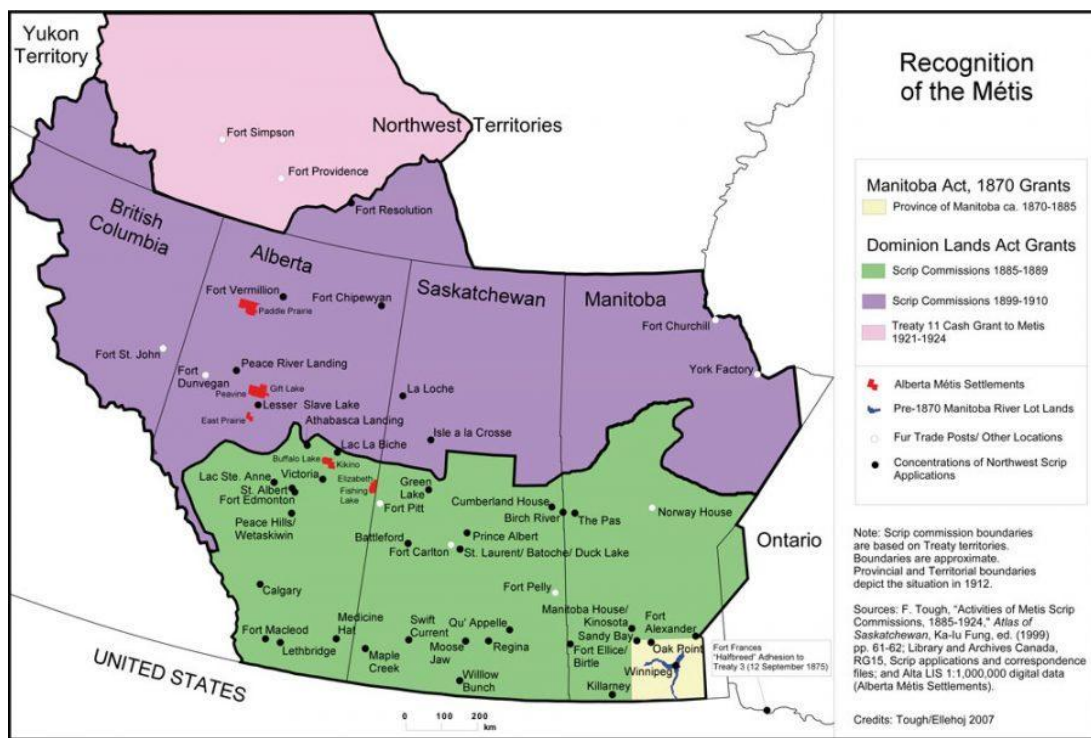 Yukon
Territory
Northwest Territories
Fort Simpson
Fort Providence
Fort Resolution
British
Columbia
Alberta
Saskatchewan
Manitoba
Fort Vermillion
Paddle Prairie
Fort Chipewyan
Fort Churchill
York Factory
Fort St. John
Fort
Dunvegan
Peace River Landing
Peavine
Gift Lake
Lesser Slave Lake
East Prairie
Athabasca Landing
La Loche
Isle a la Crosse
Lac La Biche
Buffalo Lake
Kikino
Lac Ste. Anne
Victoria
Elizabeth
Fishing
Lake
St. Albert
Fort Edmonton
Peace Hills/
Wetaskiwin
Green
Lake
Fort Pitt
Cumberland House
Birch River
The Pas
Norway House
Battleford
Prince Albert
Fort Carlton
St. Laurent/ Batoche/ Duck Lake
Ontario
Calgary
Fort Pelly
Fort Macleod
Lethbridge
Medicine
Hat
Maple
Creek
Swift
Current
Moose
Jaw
Qu' Appelle
Regina
Willlow
Bunch
Manitoba House/
Kinosota
Sandy Bay
Fort Ellice/
Birtle
Fort
Alexander
Oak Point
Winnipeg
Killarney
Fort Frances
"Halfbreed" Adhesion to
Treaty 3 (12 September 1875)
UNITED STATES
0 100 200
km
Recognition
of the Métis
Manitoba Act, 1870 Grants
Province of Manitoba ca. 1870-1885
Dominion Lands Act Grants
Scrip Commissions 1885-1889
Scrip Commissions 1899-1910
Treaty 11 Cash Grant to Metis
1921-1924
Alberta Métis Settlements
Pre-1870 Manitoba River Lot Lands
Fur Trade Posts/ Other Locations
Concentrations of Northwest Scrip
Applications
Note: Scrip commission boundaries
are based on Treaty territories.
Boundaries are approximate.
Provincial and Territorial boundaries
depict the situation in 1912.
Sources: F. Tough, "Activities of Metis Scrip
Commissions, 1885-1924," Atlas of
Saskatchewan, Ka-Iu Fung, ed. (1999)
pp. 61-62; Library and Archives Canada,
RG15, Scrip applications and correspondence
files; and Alta LIS 1:1,000,000 digital data
(Alberta Métis Settlements).
Credits: Tough/Ellehoj 2007